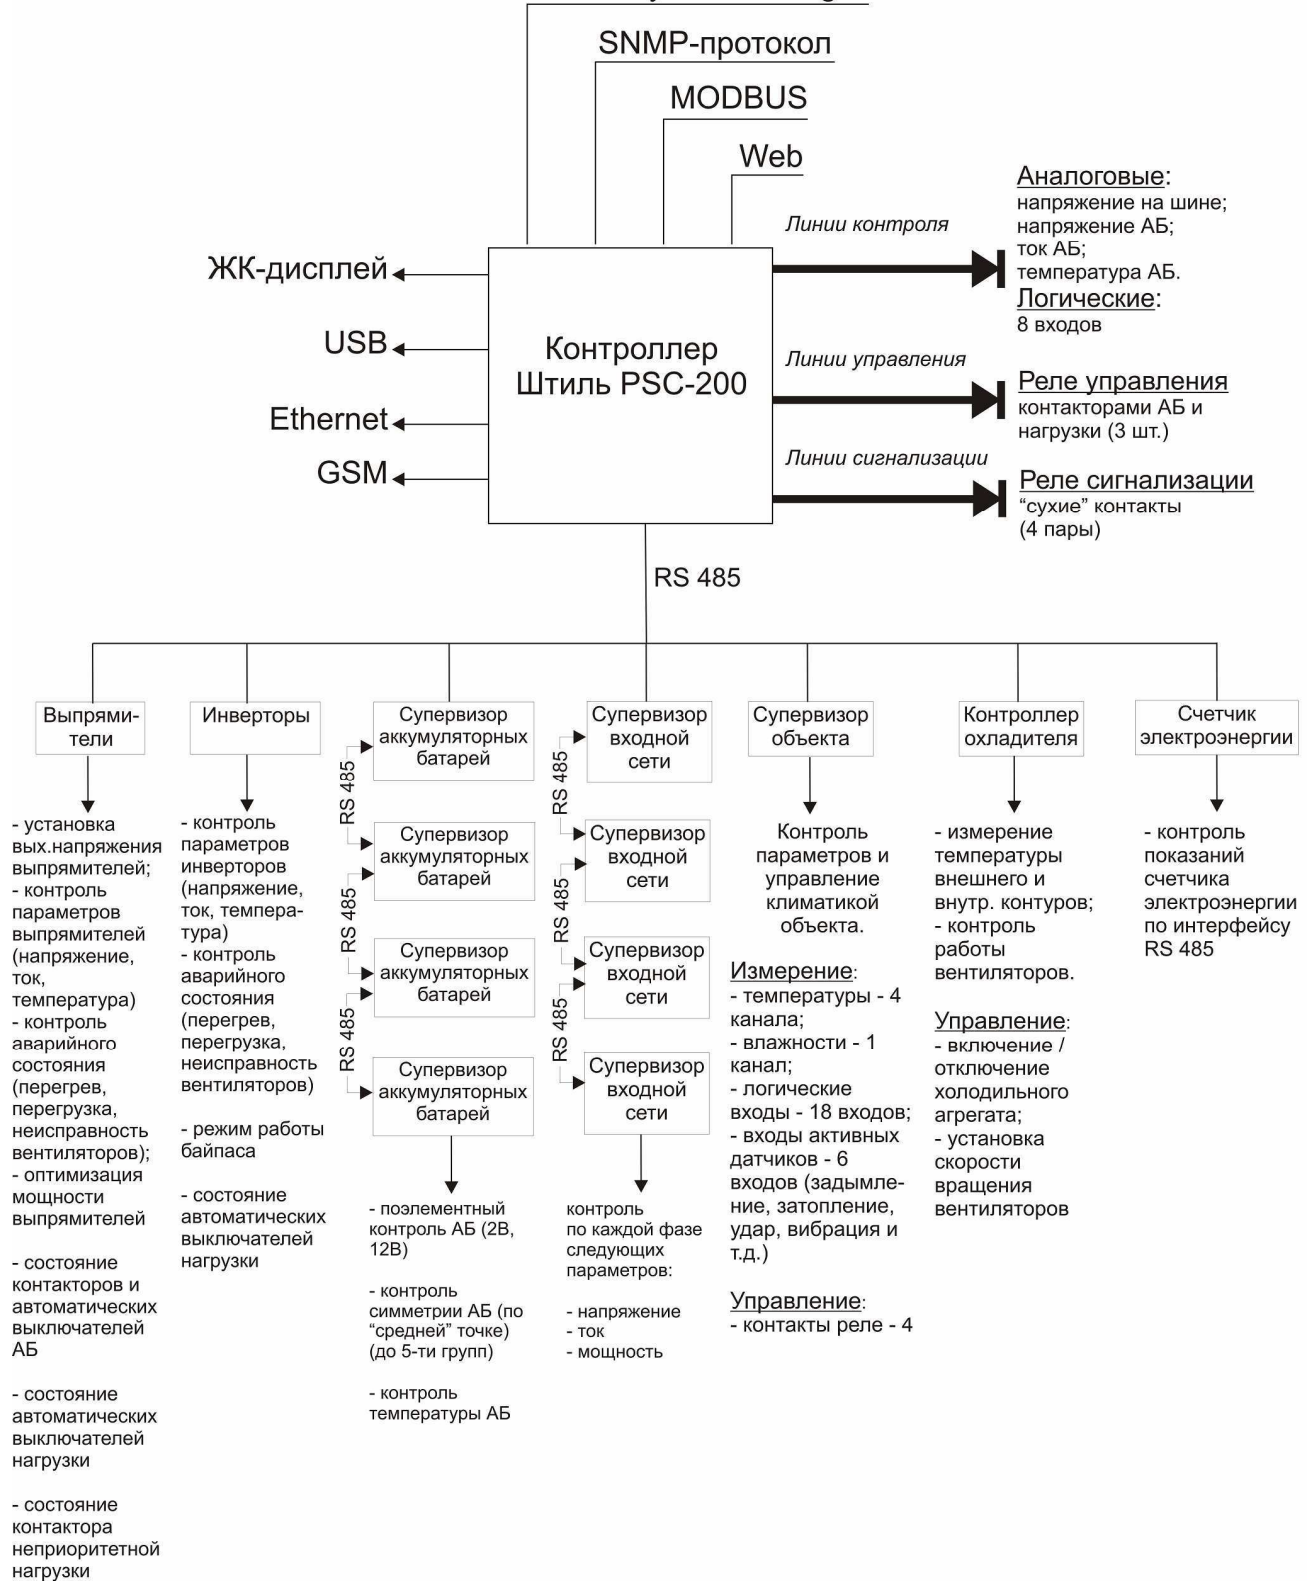 SNMP-протокол
MODBUS
Web
Линии контроля
Аналоговые:
напряжение на шине;
напряжение АБ;
ток АБ;
температура АБ.
Логические:
8 входов
ЖК-дисплей
USB
Ethernet
GSM
Контроллер
Штиль PSC-200
Линии управления
Реле управления
контакторами АБ и
нагрузки (3 шт.)
Линии сигнализации
Реле сигнализации
“сухие” контакты
(4 пары)
RS 485
Выпрями-
тели
- установка
вых.напряжения
выпрямителей;
- контроль
параметров
выпрямителей
(напряжение,
ток,
температура)
- контроль
аварийного
состояния
(перегрев,
перегрузка,
неисправность
вентиляторов);
- оптимизация
мощности
выпрямителей
- состояние
контакторов и
автоматических
выключателей
АБ
- состояние
автоматических
выключателей
нагрузки
- состояние
контактора
неприоритетной
нагрузки
Инверторы
- контроль
параметров
инверторов
(напряжение,
ток, темпера-
тура)
- контроль
аварийного
состояния
(перегрев,
перегрузка,
неисправность
вентиляторов)
- режим работы
байпаса
- состояние
автоматических
выключателей
нагрузки
Супервизор
аккумуляторных
батарей
RS 485
Супервизор
аккумуляторных
батарей
RS 485
Супервизор
аккумуляторных
батарей
RS 485
Супервизор
аккумуляторных
батарей
- поэлементный
контроль АБ (2В,
12В)
- контроль
симметрии АБ (по
“средней” точке)
(до 5-ти групп)
- контроль
температуры АБ
Супервизор
входной
сети
RS 485
Супервизор
входной
сети
RS 485
Супервизор
входной
сети
RS 485
Супервизор
входной
сети
контроль
по каждой фазе
следующих
параметров:
- напряжение
- ток
- мощность
Супервизор
объекта
Контроль
параметров и
управление
климатикой
объекта.
Измерение:
- температуры - 4
канала;
- влажности - 1
канал;
- логические
входы - 18 входов;
- входы активных
датчиков - 6
входов (задымле-
ние, затопление,
удар, вибрация и
т.д.)
Управление:
- контакты реле - 4
Контроллер
охладителя
- измерение
температуры
внешнего и
внутр. контуров;
- контроль
работы
вентиляторов.
Управление:
- включение /
отключение
холодильного
агрегата;
- установка
скорости
вращения
вентиляторов
Счетчик
электроэнергии
- контроль
показаний
счетчика
электроэнергии
по интерфейсу
RS 485